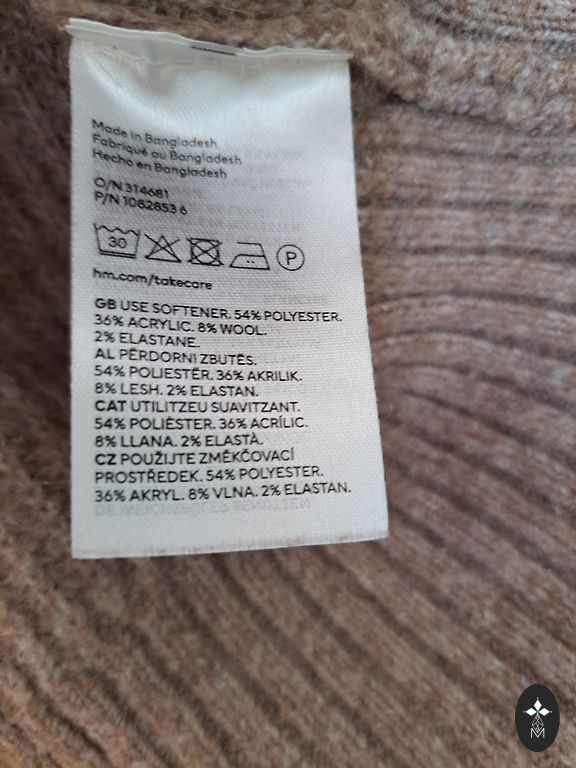 Made in Bangladesh
Fabriqué au Bangladesh
Hecho en Bangladesh
O/N 314681
P/N 1082853 6
30 P
hm.com/takecare
GB USE SOFTENER. 54% POLYESTER.
36% ACRYLIC. 8% WOOL.
2% ELASTANE.
AL PËRDORNI ZBUTËS.
54% POLIESTËR. 36% AKRILIK.
8% LESH. 2% ELASTAN.
CAT UTILITZEU SUAVITZANT.
54% POLIÈSTER. 36% ACRÍLIC.
8% LLANA. 2% ELASTÀ.
CZ POUŽIJTE ZMĚKČOVACÍ
PROSTŘEDEK. 54% POLYESTER.
36% AKRYL. 8% VLNA. 2% ELASTAN.
M